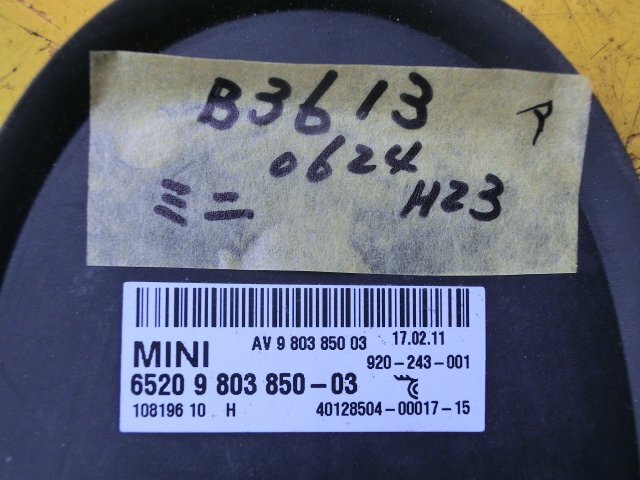 B3613
0624
ミニ H23
AV 9 803 850 03 17.02.11
MINI 920-243-001
6520 9 803 850-03
108196 10 H 40128504-00017-15